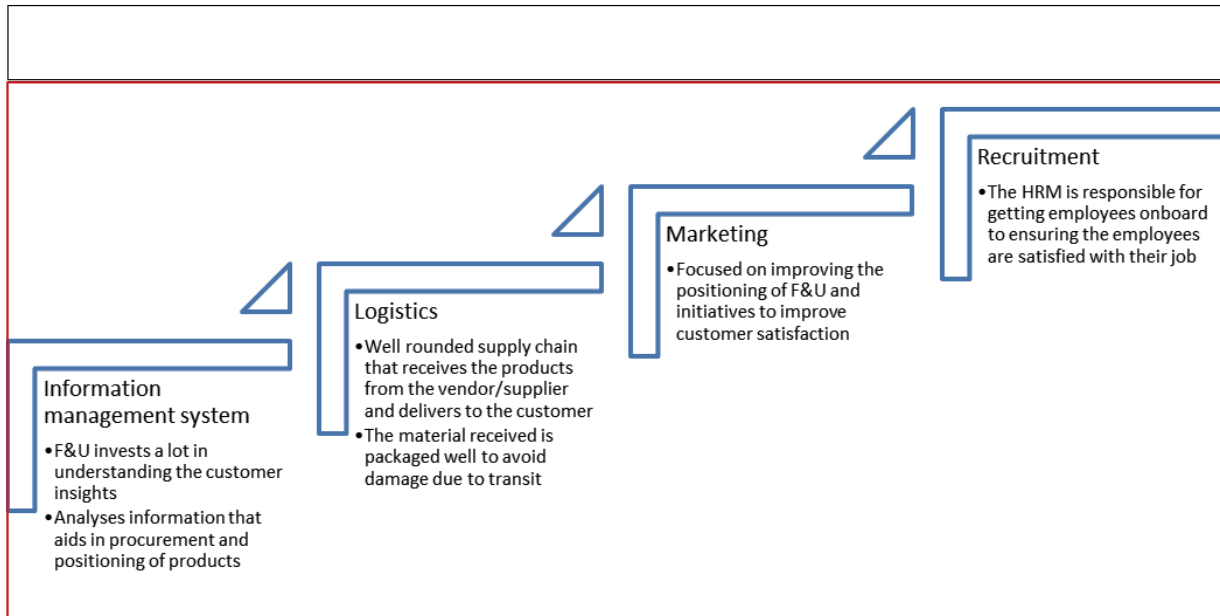 Information
management system
•F&U invests a lot in
understanding the customer
insights
•Analyses information that
aids in procurement and
positioning of products
Logistics
•Well rounded supply chain
that receives the products
from the vendor/supplier
and delivers to the customer
•The material received is
packaged well to avoid
damage due to transit
Marketing
•Focused on improving the
positioning of F&U and
initiatives to improve
customer satisfaction
Recruitment
•The HRM is responsible for
getting employees onboard
to ensuring the employees
are satisfied with their job